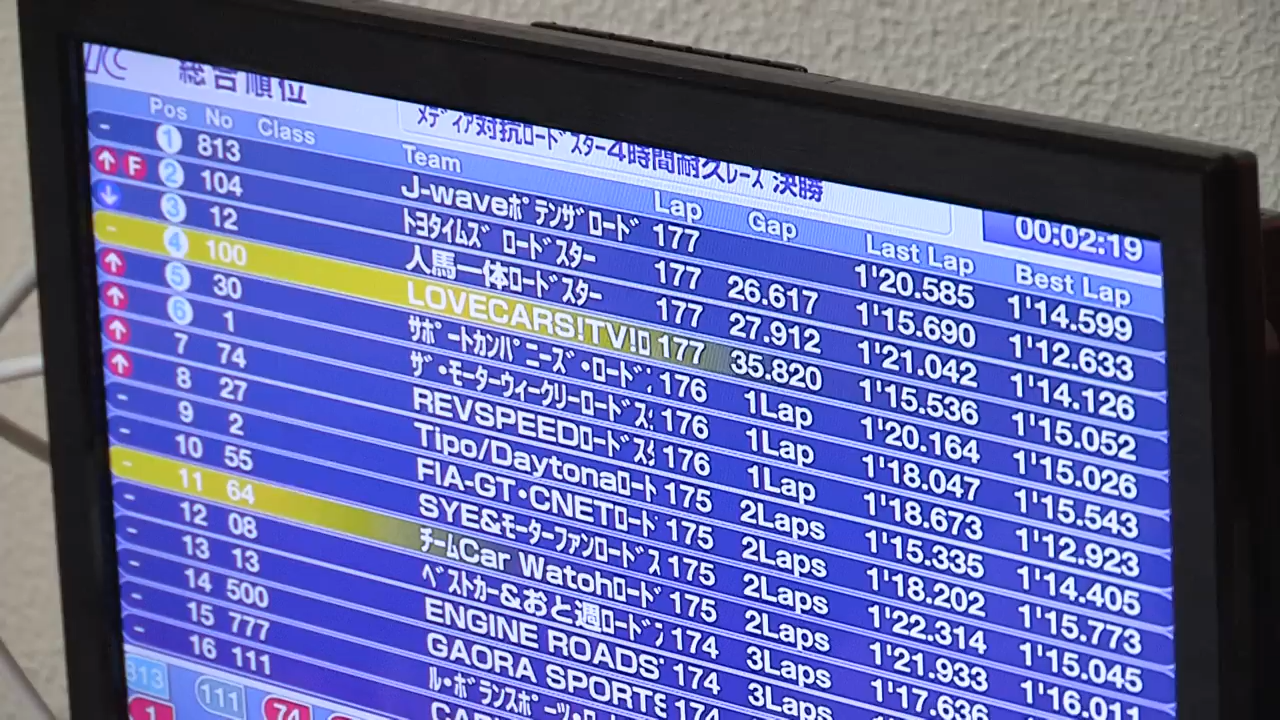 総合順位
メディア対抗ロードスター4時間耐久レース 決勝
00:02:19
Pos No Class Team Lap Gap Last Lap Best Lap
- 1 813 J-waveポテンザロード 177 1'20.585 1'14.599
↑ F 2 104 トヨタイムズ ロードスター 177 26.617 1'15.690 1'12.633
↓ 3 12 人馬一体ロードスター 177 27.912 1'21.042 1'14.126
- 4 100 LOVECARS!TV!ロ 177 35.820 1'15.536 1'15.052
↑ 5 30 サポートカンパニーズ・ロード 176 1Lap 1'20.164 1'15.026
↑ 6 1 ザ・モーターウィークリーロードス 176 1Lap 1'18.047 1'15.543
↑ 7 74 REVSPEEDロードスタ 176 1Lap 1'18.673 1'12.923
↑ 8 27 Tipo/Daytonaロード 175 2Laps 1'15.335 1'14.405
- 9 2 FIA-GT・CNETロード 175 2Laps 1'18.202 1'15.773
- 10 55 SYE&モーターファンロードス 175 2Laps 1'22.314 1'15.045
- 11 64 チームCar Watchロード 175 2Laps 1'21.933 1'16.011
- 12 08 ベストカー&おと週ロード 174 3Laps 1'17.636
- 13 13 ENGINE ROADS 174 3Laps
- 14 500 GAORA SPORTS 174
- 15 777 ル・ボランスポーツ・ロー
- 16 111
813 111 74
1